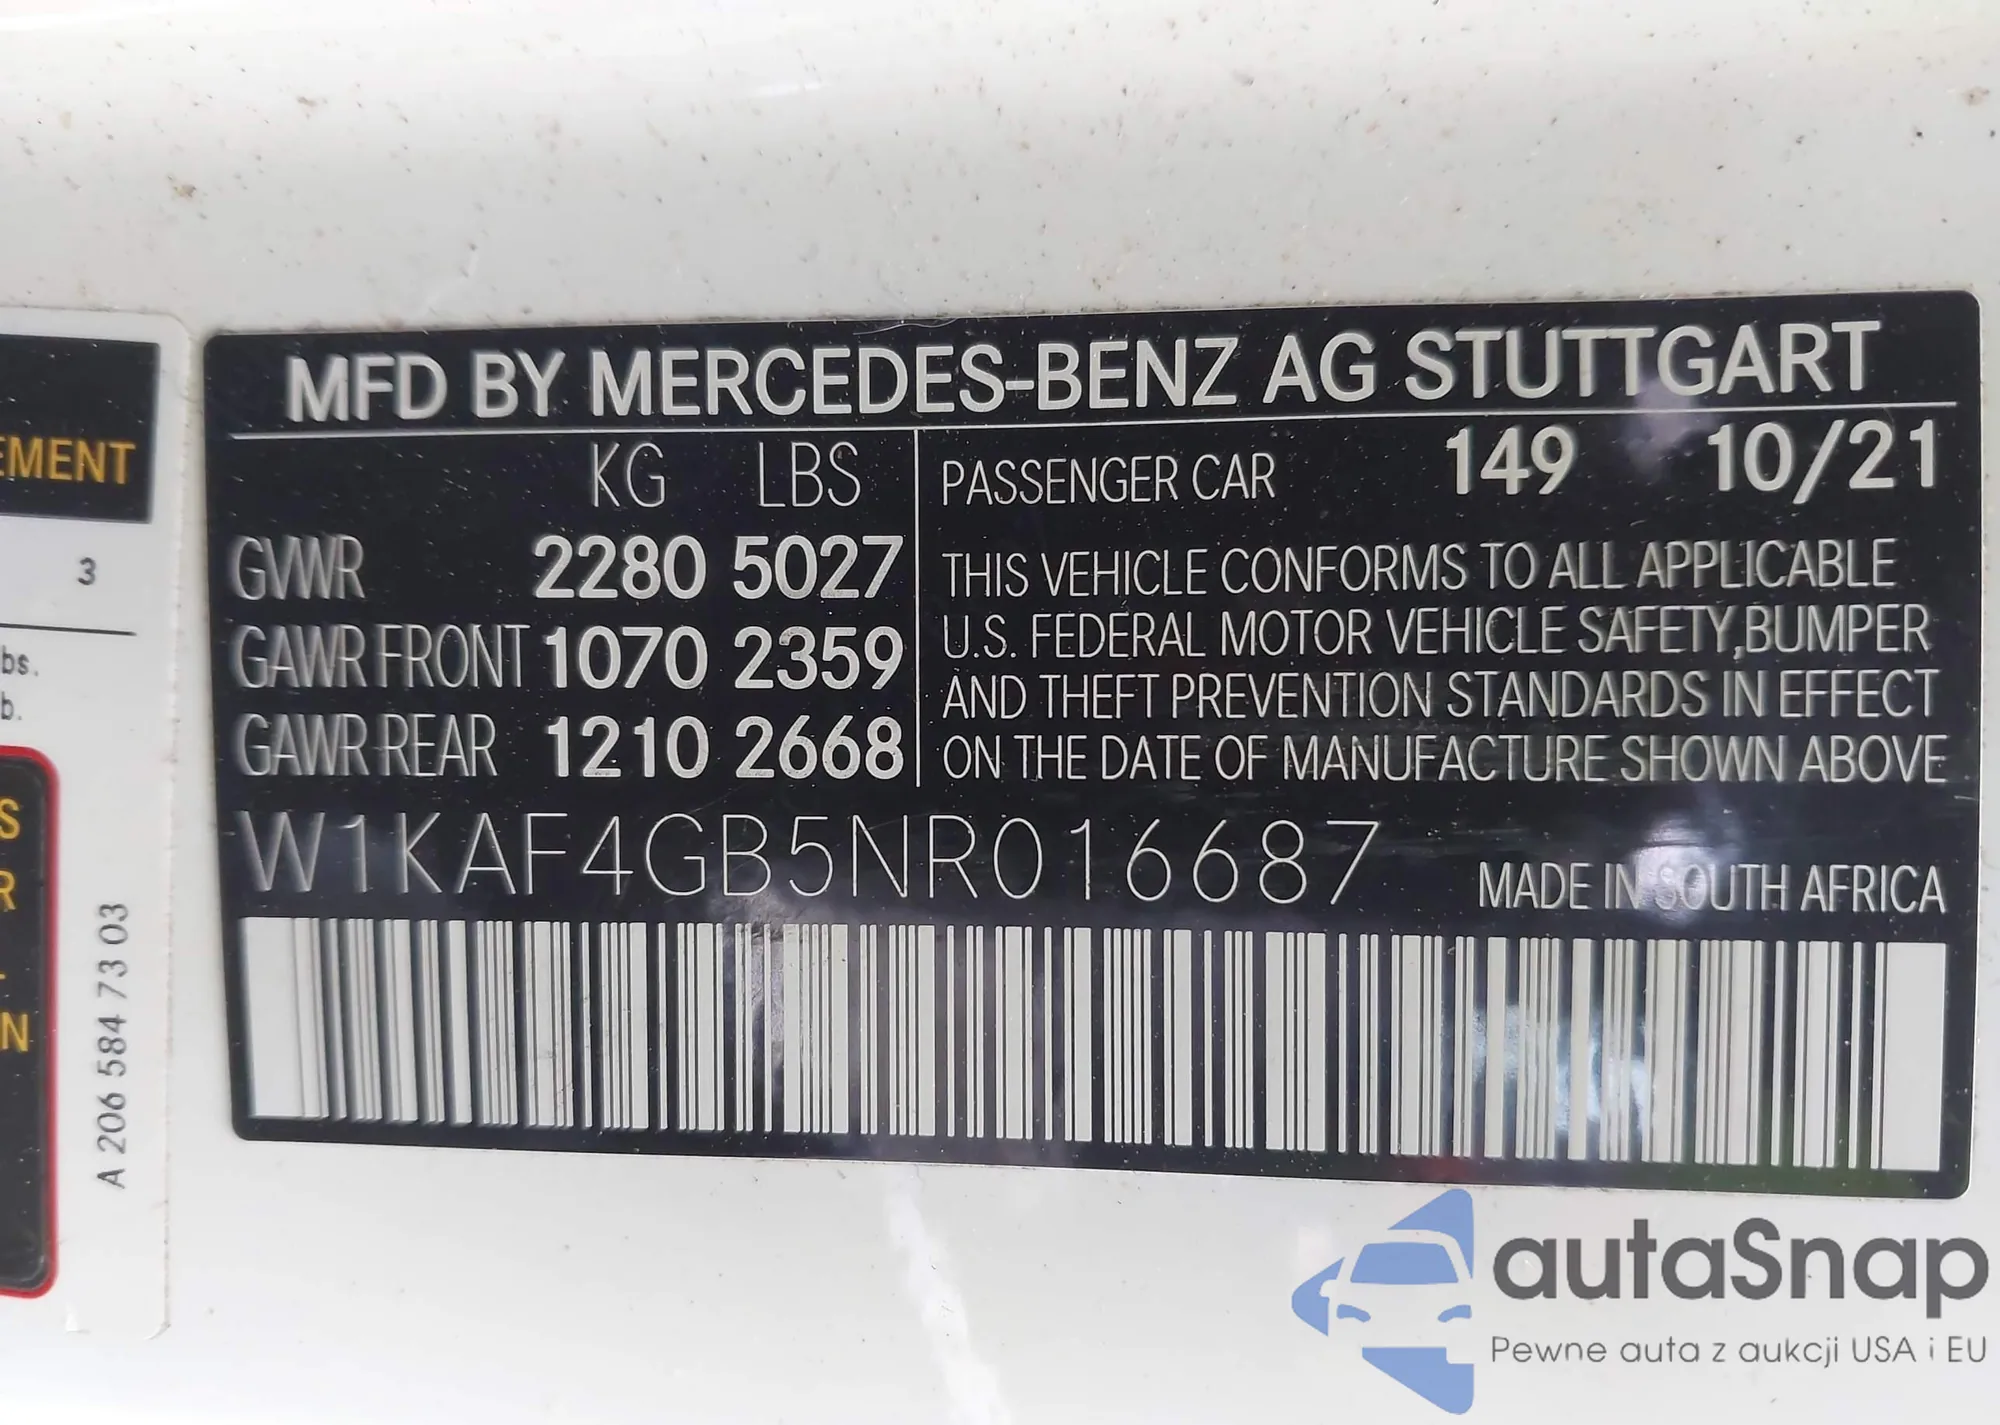 MFD BY MERCEDES-BENZ AG STUTTGART
KG LBS
GVWR 2280 5027
GAWR FRONT 1070 2359
GAWR REAR 1210 2668
PASSENGER CAR 149 10/21
THIS VEHICLE CONFORMS TO ALL APPLICABLE
U.S. FEDERAL MOTOR VEHICLE SAFETY,BUMPER
AND THEFT PREVENTION STANDARDS IN EFFECT
ON THE DATE OF MANUFACTURE SHOWN ABOVE
W1KAF4GB5NR016687
MADE IN SOUTH AFRICA
EMENT
3
bs.
b.
S
R
N
A 206 584 73 03
autaSnap
Pewne auta z aukcji USA i EU